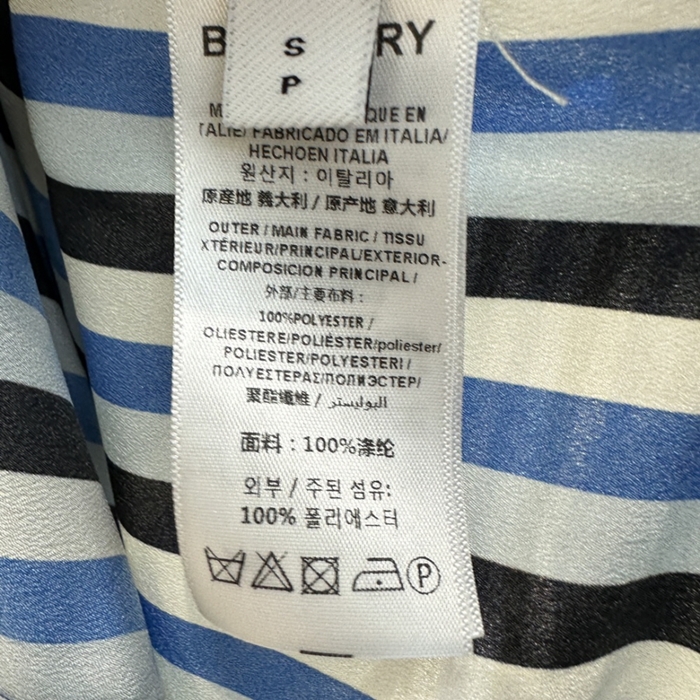 B RY
S
P
M QUE EN
TALIE/ FABRICADO EM ITALIA/
HECHOEN ITALIA
원산지 : 이탈리아
原産地 義大利 / 原产地 意大利
OUTER / MAIN FABRIC / TISSU
XTÉRIEUR/PRINCIPAL/EXTERIOR-
COMPOSICION PRINCIPAL /
外部/主要布料 :
100%POLYESTER /
OLIESTERE/POLIÉSTER/poliester/
POLIESTER/POLYESTERI /
ΠΟΛΥΕΣΤΕΡΑΣ/ПОЛИЭСТЕР/
聚酯纖維 / البوليستر
面料 : 100%涤纶
외부 / 주된 섬유:
100% 폴리에스터
P